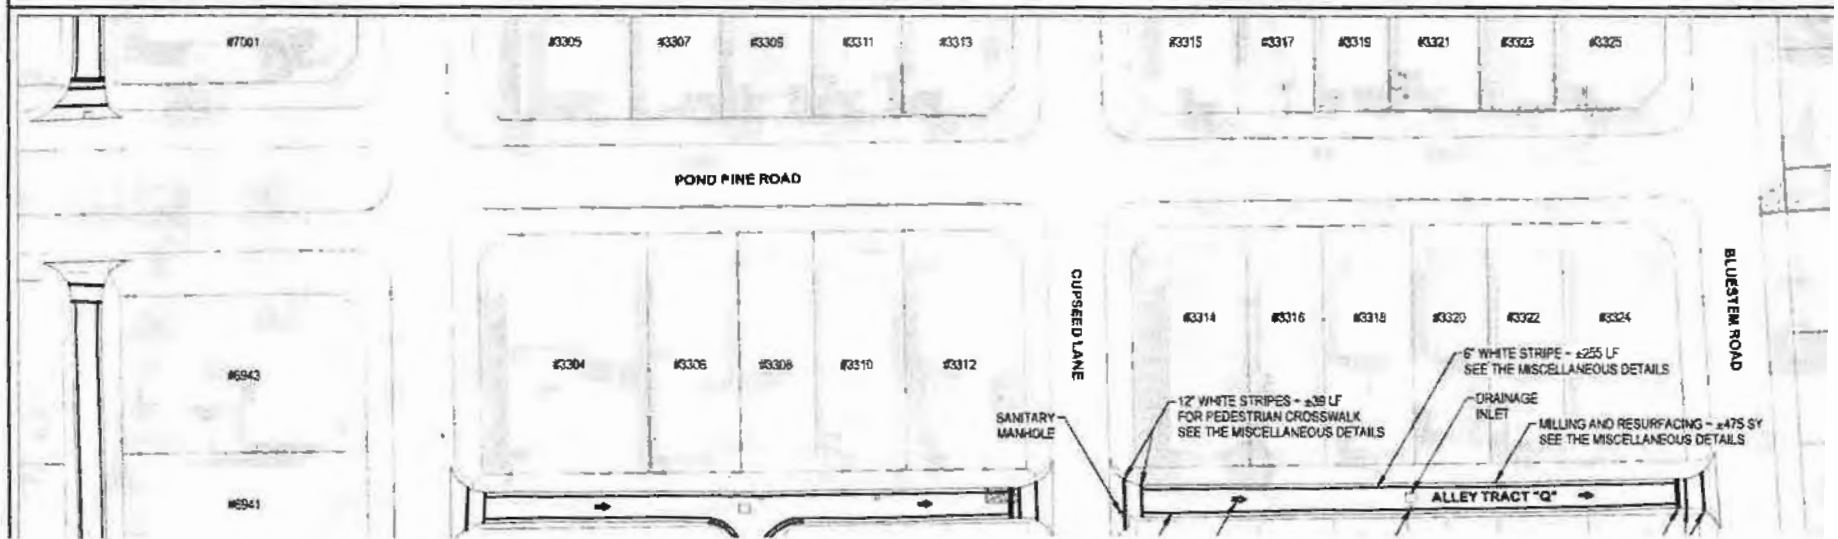 #7001
#3305
#3307
#3309
#3311
#3313
#3315
#3317
#3319
#3321
#3323
#3325
POND PINE ROAD
CUPSEED LANE
BLUESTEM ROAD
#6943
#3304
#3306
#3308
#3310
#3312
#3314
#3316
#3318
#3320
#3322
#3324
6" WHITE STRIPE - ±255 LF
SEE THE MISCELLANEOUS DETAILS
12" WHITE STRIPES - ±39 LF
FOR PEDESTRIAN CROSSWALK
SEE THE MISCELLANEOUS DETAILS
SANITARY
MANHOLE
DRAINAGE
INLET
MILLING AND RESURFACING - ±475 SY
SEE THE MISCELLANEOUS DETAILS
#6941
ALLEY TRACT "Q"